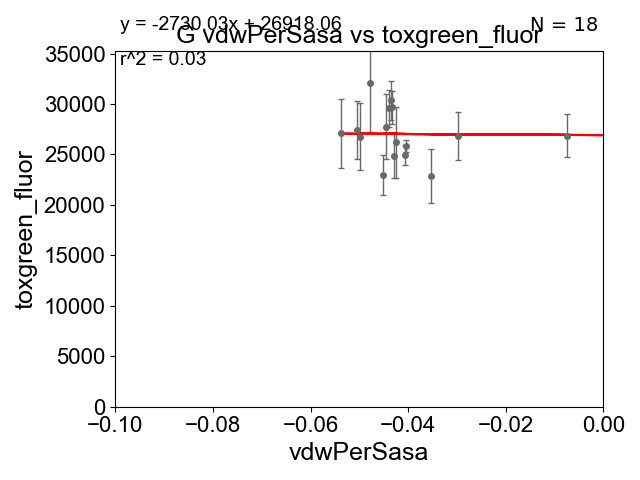 y = -2730.03x + 26918.06
N = 18
G vdwPerSasa vs toxgreen_fluor
r^2 = 0.03
35000
30000
25000
20000
15000
10000
5000
0
toxgreen_fluor
−0.10 −0.08 −0.06 −0.04 −0.02 0.00
vdwPerSasa